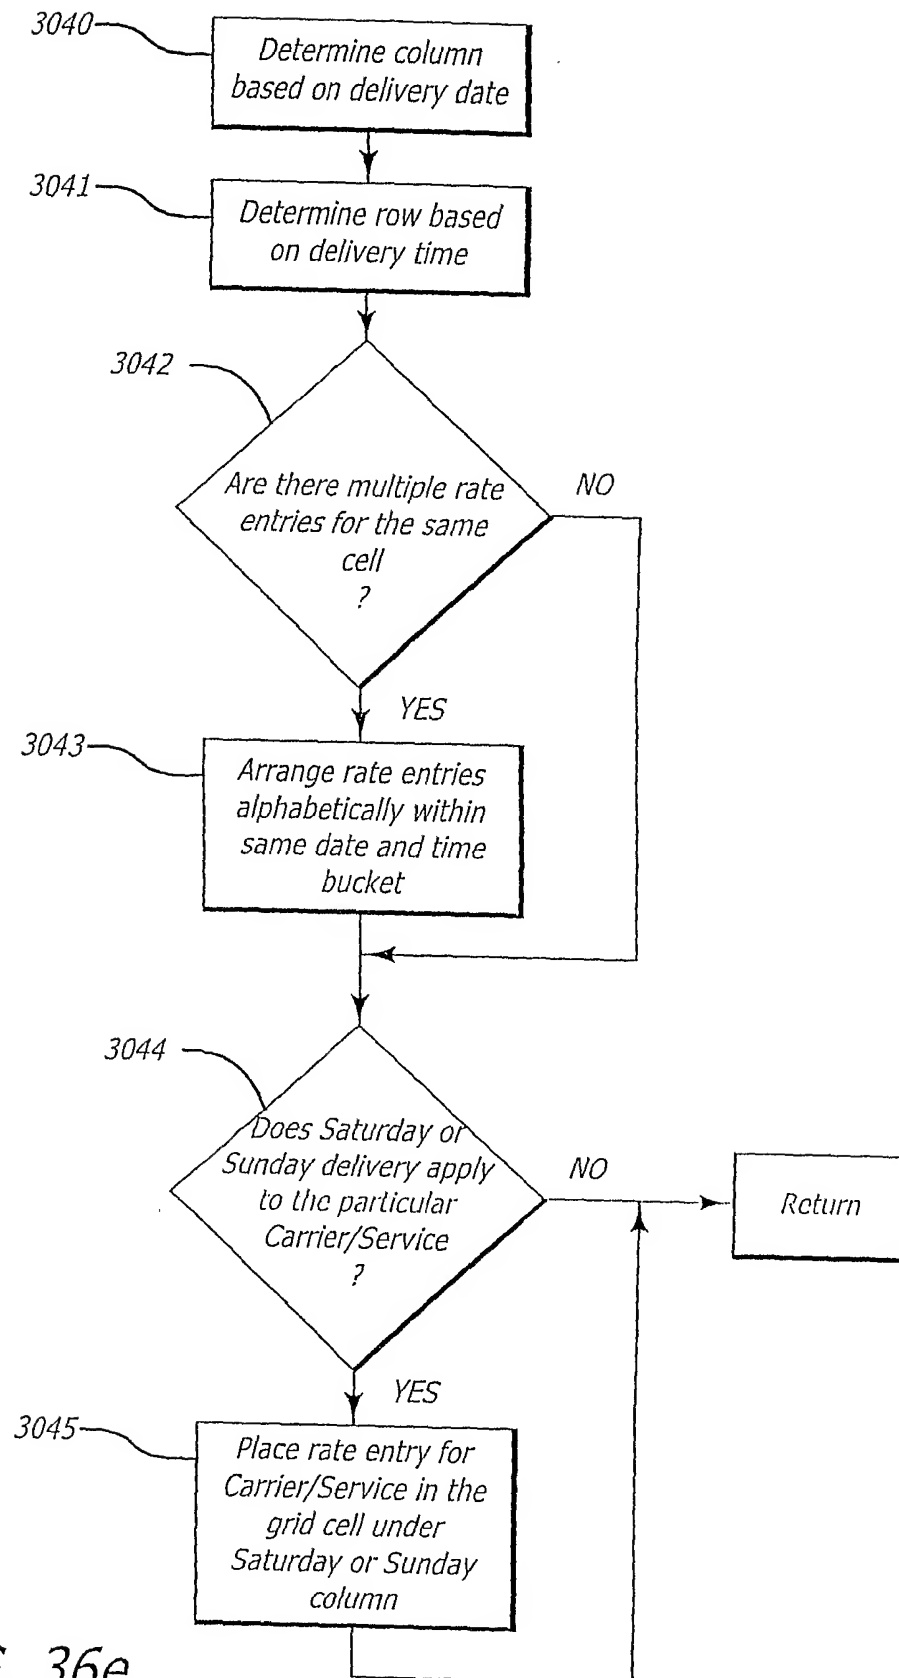 3040
Determine column
based on delivery date
3041
Determine row based
on delivery time
3042
Are there multiple rate
entries for the same
cell
?
NO
YES
3043
Arrange rate entries
alphabetically within
same date and time
bucket
3044
Does Saturday or
Sunday delivery apply
to the particular
Carrier/Service
?
NO
Return
YES
3045
Place rate entry for
Carrier/Service in the
grid cell under
Saturday or Sunday
column
36e